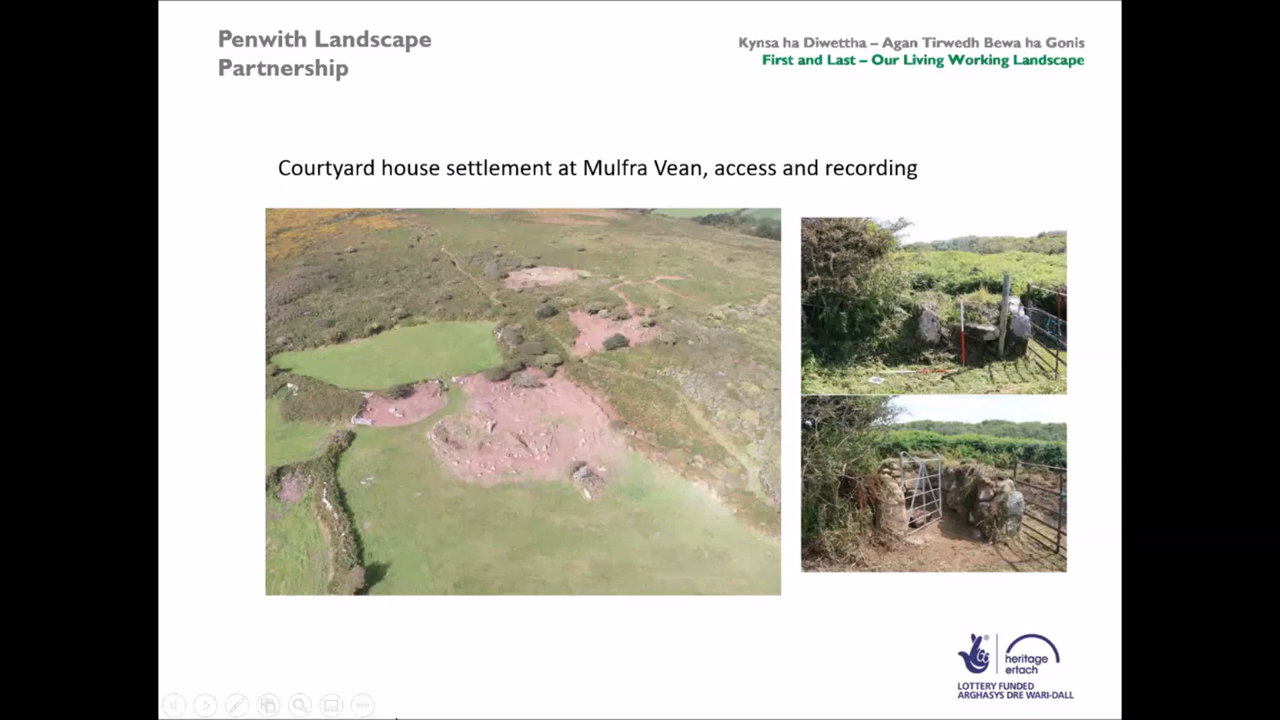 Penwith Landscape
Partnership
Kynsa ha Diwettha – Agan Tirwedh Bewa ha Gonis
First and Last – Our Living Working Landscape
Courtyard house settlement at Mulfra Vean, access and recording
heritage
ertach
LOTTERY FUNDED
ARGHASYS DRE WARI-DALL